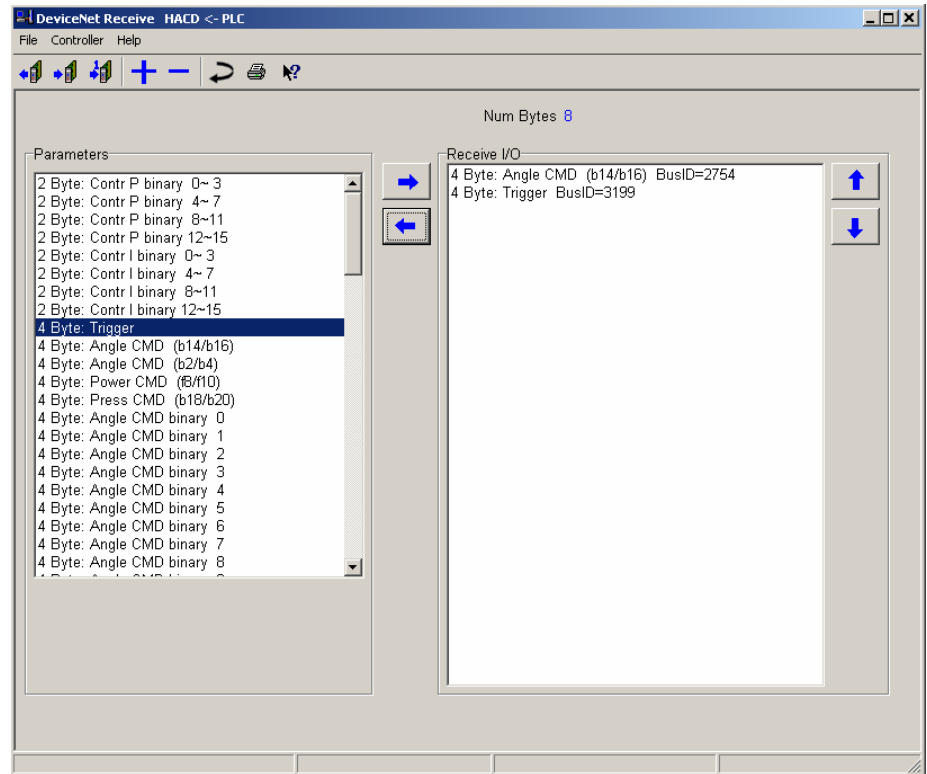 DeviceNet Receive HACD <- PLC
File Controller Help
Num Bytes 8
Parameters
2 Byte: Contr P binary 0~ 3
2 Byte: Contr P binary 4~ 7
2 Byte: Contr P binary 8~11
2 Byte: Contr P binary 12~15
2 Byte: Contr I binary 0~ 3
2 Byte: Contr I binary 4~ 7
2 Byte: Contr I binary 8~11
2 Byte: Contr I binary 12~15
4 Byte: Trigger
4 Byte: Angle CMD (b14/b16)
4 Byte: Angle CMD (b2/b4)
4 Byte: Power CMD (f8/f10)
4 Byte: Press CMD (b18/b20)
4 Byte: Angle CMD binary 0
4 Byte: Angle CMD binary 1
4 Byte: Angle CMD binary 2
4 Byte: Angle CMD binary 3
4 Byte: Angle CMD binary 4
4 Byte: Angle CMD binary 5
4 Byte: Angle CMD binary 6
4 Byte: Angle CMD binary 7
4 Byte: Angle CMD binary 8
Receive I/O
4 Byte: Angle CMD (b14/b16) BusID=2754
4 Byte: Trigger BusID=3199